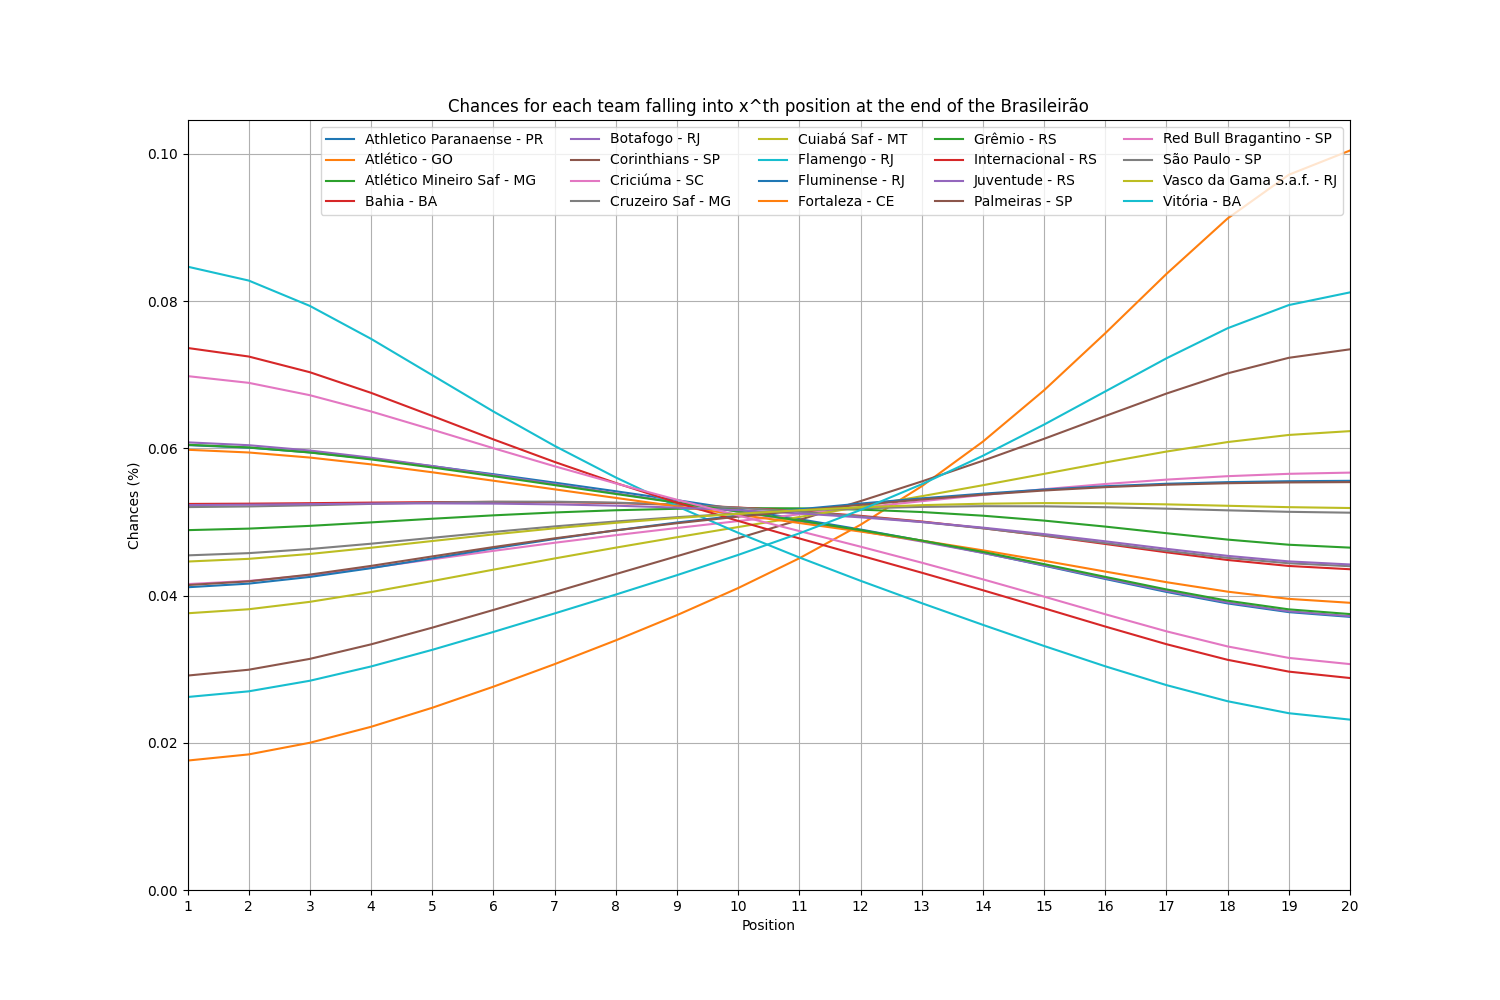 Chances for each team falling into x^th position at the end of the Brasileirão
Athletico Paranaense - PR
Atlético - GO
Atlético Mineiro Saf - MG
Bahia - BA
Botafogo - RJ
Corinthians - SP
Criciúma - SC
Cruzeiro Saf - MG
Cuiabá Saf - MT
Flamengo - RJ
Fluminense - RJ
Fortaleza - CE
Grêmio - RS
Internacional - RS
Juventude - RS
Palmeiras - SP
Red Bull Bragantino - SP
São Paulo - SP
Vasco da Gama S.a.f. - RJ
Vitória - BA
Chances (%)
0.10
0.08
0.06
0.04
0.02
0.00
1 2 3 4 5 6 7 8 9 10 11 12 13 14 15 16 17 18 19 20
Position